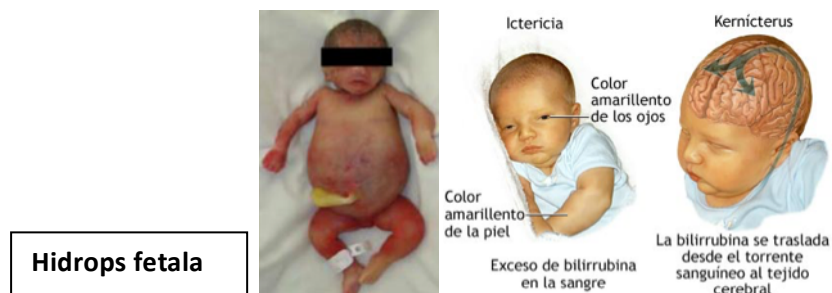 Hidrops fetala
Ictericia
Color
amarillento
de los ojos
Color
amarillento
de la piel
Exceso de bilirrubina
en la sangre
Kernícterus
La bilirrubina se traslada
desde el torrente
sanguíneo al tejido
cerebral